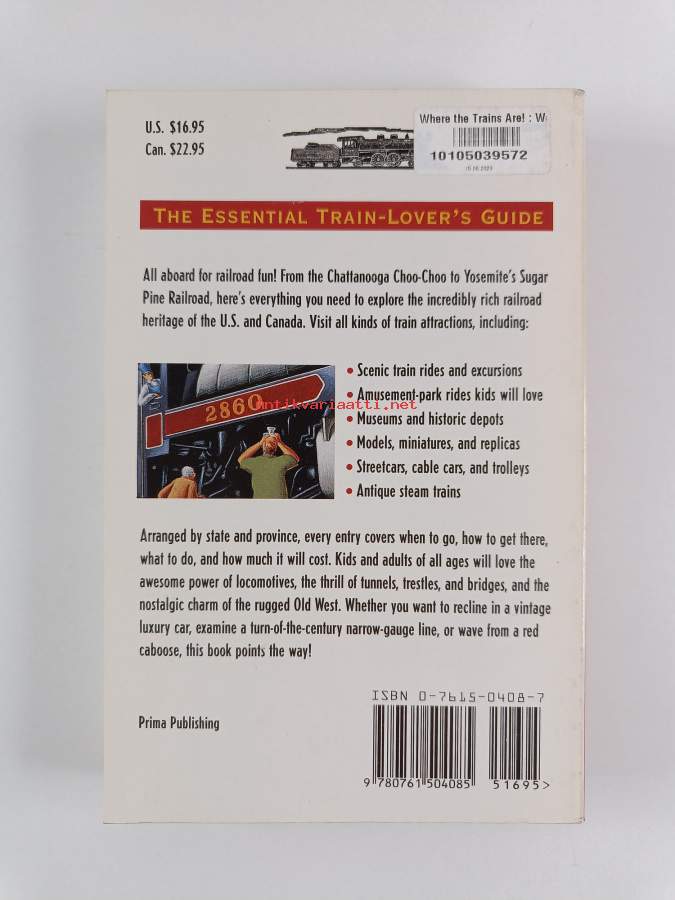 U.S. $16.95
Can. $22.95
Where the Trains Are! : W
10105039572
THE ESSENTIAL TRAIN-LOVER'S GUIDE
All aboard for railroad fun! From the Chattanooga Choo-Choo to Yosemite's Sugar
Pine Railroad, here's everything you need to explore the incredibly rich railroad
heritage of the U.S. and Canada. Visit all kinds of train attractions, including:
2860
antikvariaatti.net
• Scenic train rides and excursions
• Amusement-park rides kids will love
• Museums and historic depots
• Models, miniatures, and replicas
• Streetcars, cable cars, and trolleys
• Antique steam trains
Arranged by state and province, every entry covers when to go, how to get there,
what to do, and how much it will cost. Kids and adults of all ages will love the
awesome power of locomotives, the thrill of tunnels, trestles, and bridges, and the
nostalgic charm of the rugged Old West. Whether you want to recline in a vintage
luxury car, examine a turn-of-the-century narrow-gauge line, or wave from a red
caboose, this book points the way!
ISBN 0-7615-0408-7
Prima Publishing
9 780761 504085
51695>